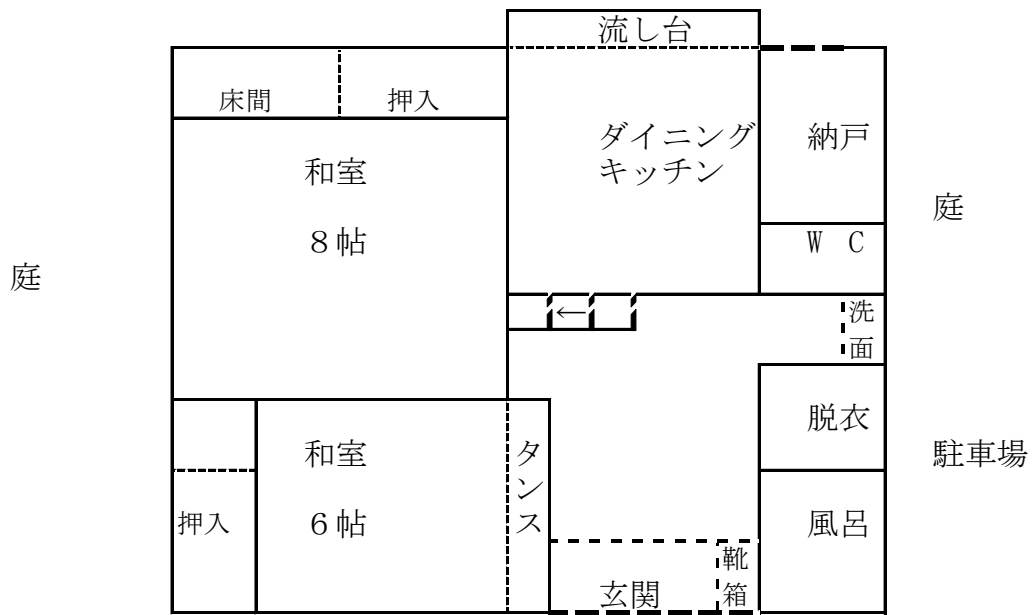 流し台
床間
押入
ダイニング
キッチン
納戸
和室
８帖
庭
Ｗ Ｃ
庭
←
洗面
脱衣
和室
６帖
タンス
駐車場
押入
風呂
靴箱
玄関